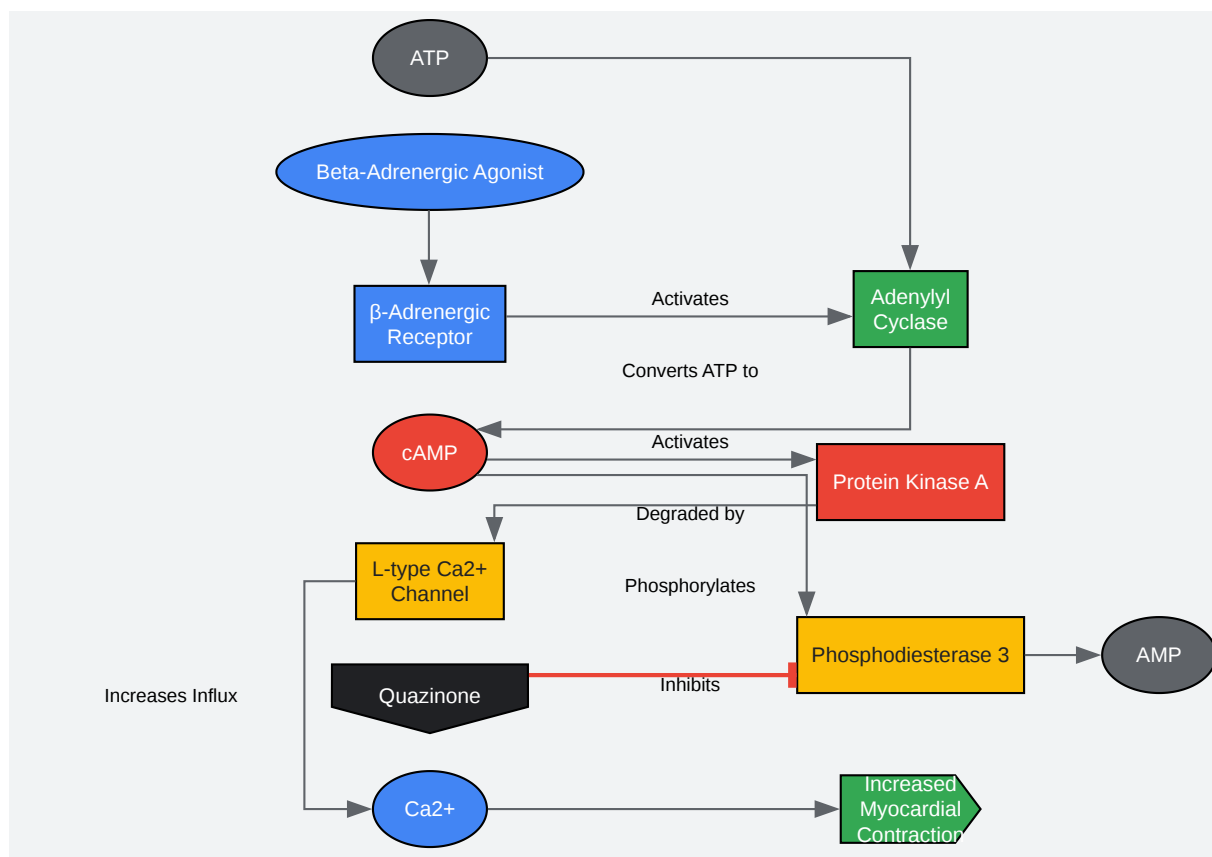 ATP
Beta-Adrenergic Agonist
β-Adrenergic
Receptor
Activates
Adenylyl
Cyclase
Converts ATP to
cAMP
Activates
Protein Kinase A
Degraded by
L-type Ca2+
Channel
Phosphorylates
Phosphodiesterase 3
AMP
Quazinone
Inhibits
Increases Influx
Ca2+
Increased
Myocardial
Contraction